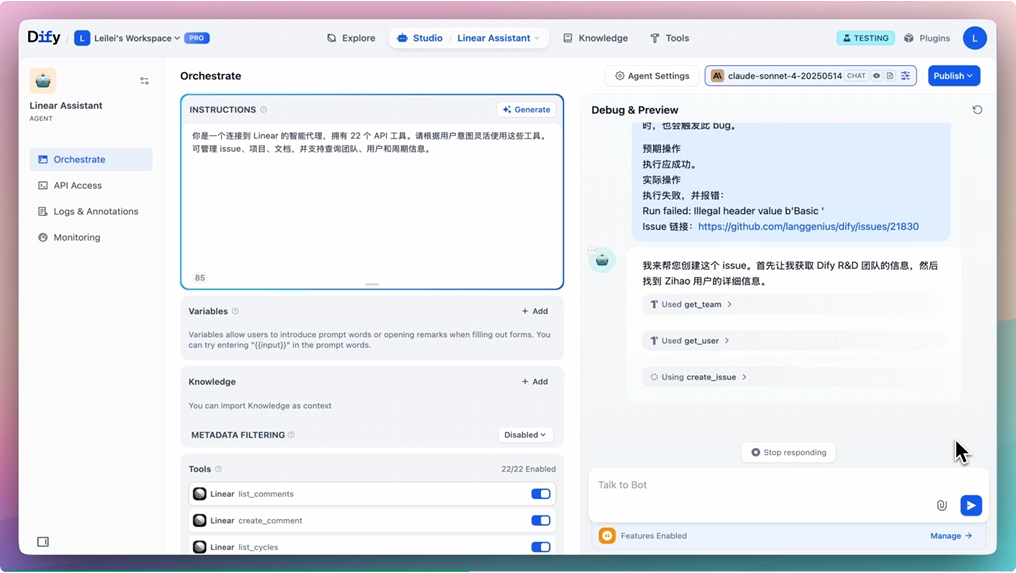 Dify
L Leilei's Workspace PRO
Explore
Studio / Linear Assistant
Knowledge
Tools
TESTING
Plugins
L
Linear Assistant
AGENT
Orchestrate
API Access
Logs & Annotations
Monitoring
Orchestrate
Agent Settings
claude-sonnet-4-20250514 CHAT
Publish
INSTRUCTIONS
Generate
你是一个连接到 Linear 的智能代理，拥有 22 个 API 工具。请根据用户意图灵活使用这些工具。
可管理 issue、项目、文档，并支持查询团队、用户和周期信息。
85
Variables
+ Add
Variables allow users to introduce prompt words or opening remarks when filling out forms. You
can try entering "{{input}}" in the prompt words.
Knowledge
+ Add
You can import Knowledge as context
METADATA FILTERING
Disabled
Tools
22/22 Enabled
Linear list_comments
Linear create_comment
Linear list_cycles
Debug & Preview
时，也会触发此 bug。
预期操作
执行应成功。
实际操作
执行失败，并报错：
Run failed: Illegal header value b'Basic '
Issue 链接：https://github.com/langgenius/dify/issues/21830
我来帮您创建这个 issue。首先让我获取 Dify R&D 团队的信息，然后
找到 Zihao 用户的详细信息。
Used get_team
Used get_user
Using create_issue
Stop responding
Talk to Bot
Features Enabled
Manage